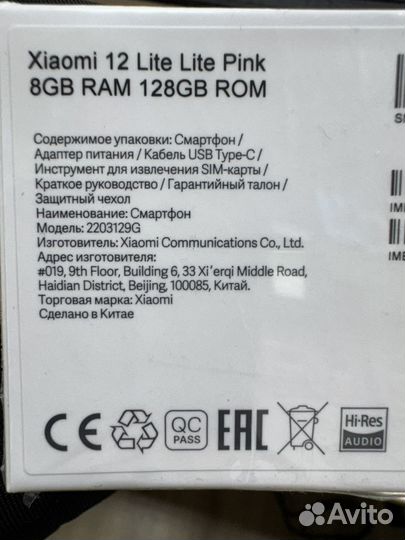 Xiaomi 12 Lite Lite Pink
8GB RAM 128GB ROM
Содержимое упаковки: Смартфон /
Адаптер питания / Кабель USB Type-C /
Инструмент для извлечения SIM-карты /
Краткое руководство / Гарантийный талон /
Защитный чехол
Наименование: Смартфон
Модель: 2203129G
Изготовитель: Xiaomi Communications Co., Ltd.
Адрес изготовителя:
#019, 9th Floor, Building 6, 33 Xi'erqi Middle Road,
Haidian District, Beijing, 100085, Китай.
Торговая марка: Xiaomi
Сделано в Китае
CE
QC
PASS
EAC
Hi-Res
AUDIO
Avito